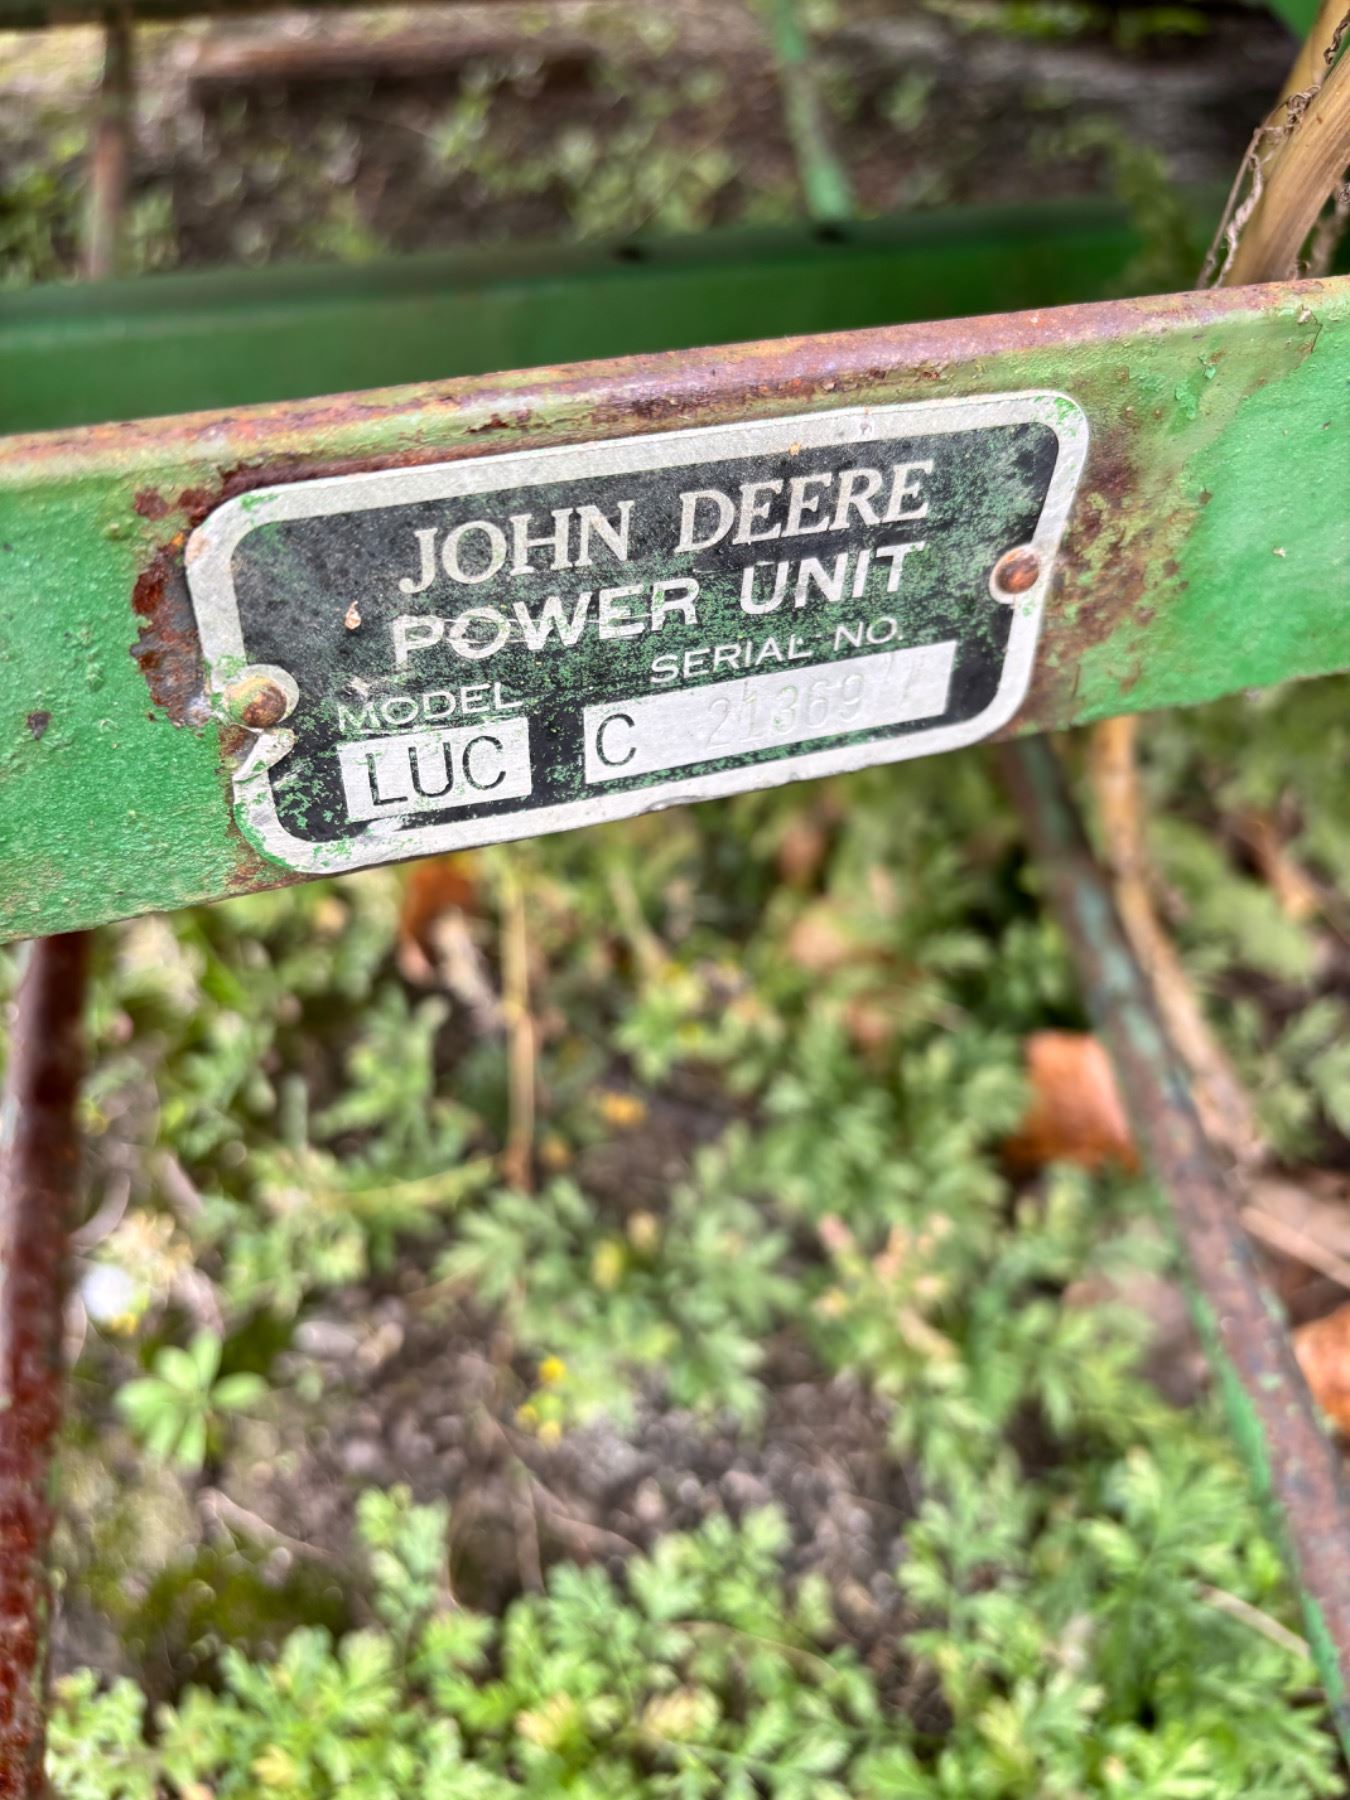 JOHN DEERE
POWER UNIT
MODEL SERIAL NO.
LUC C 21369